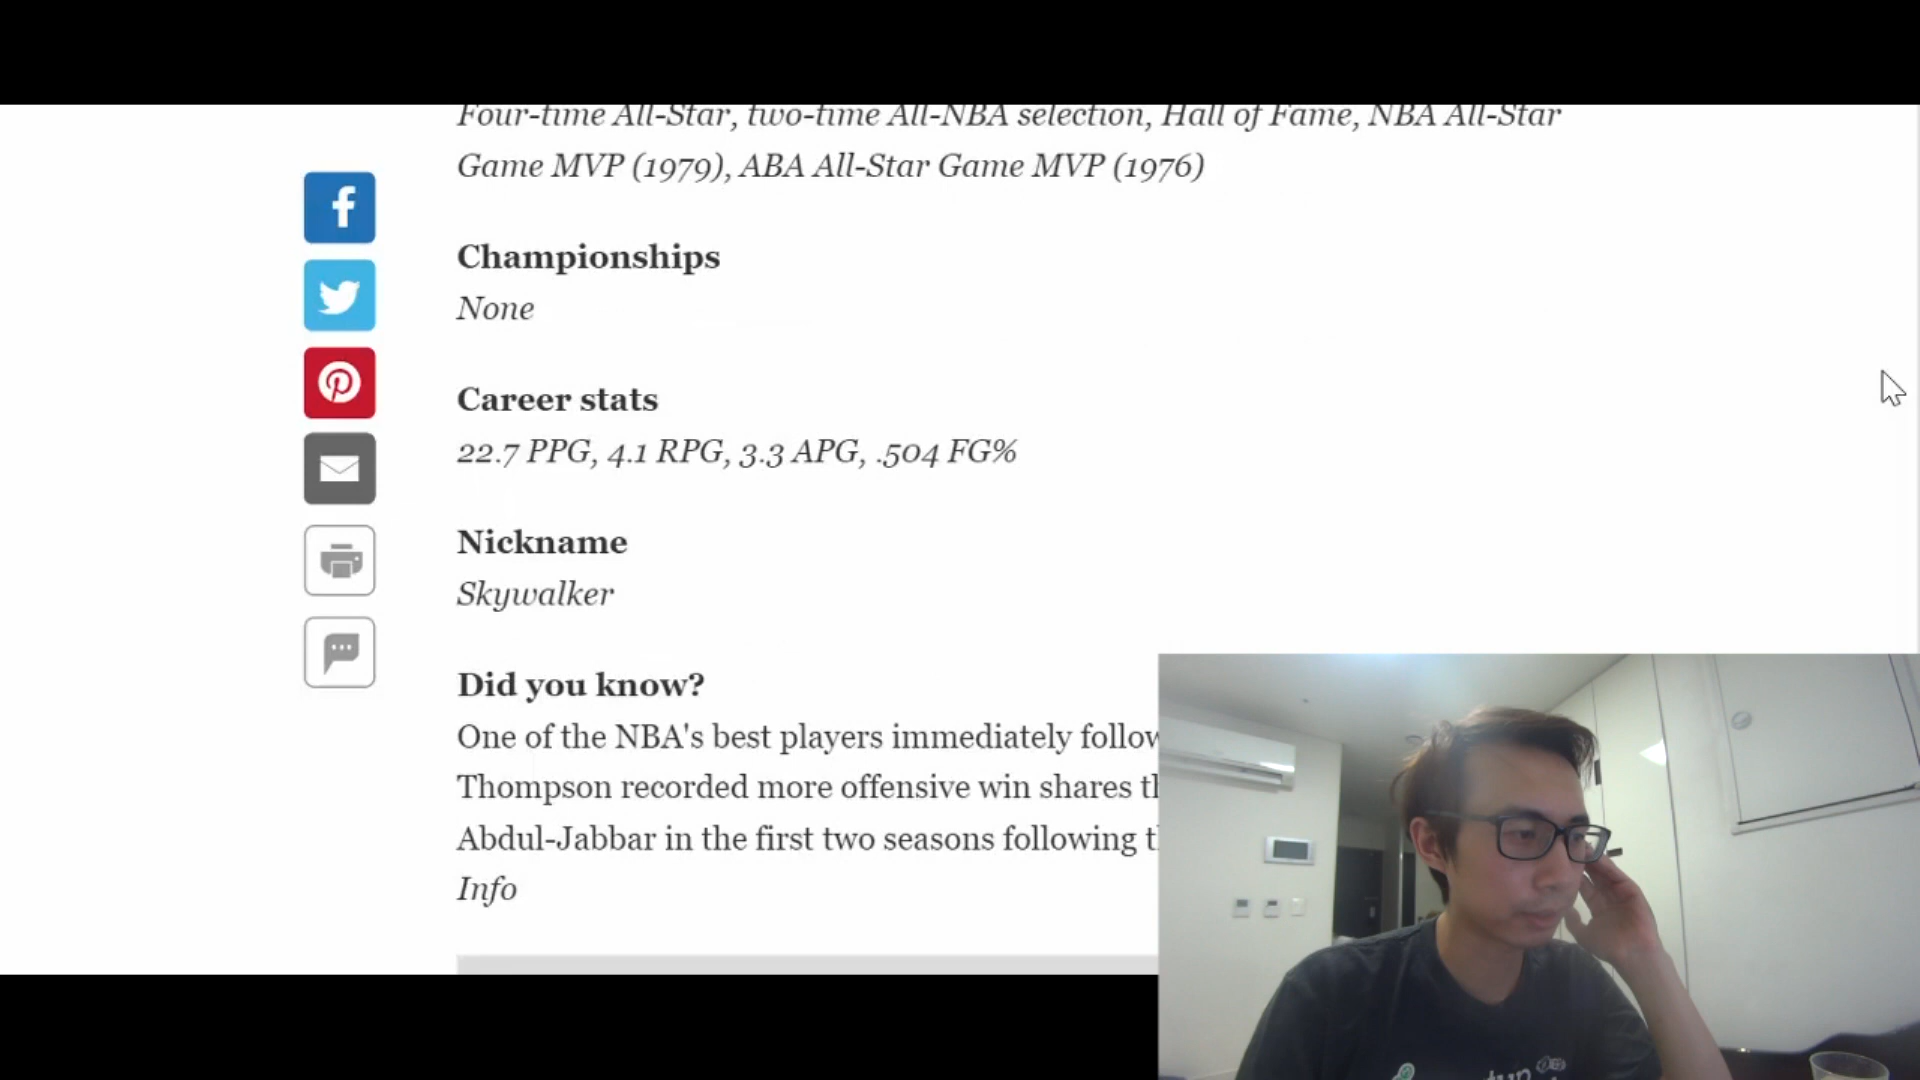 Four-time All-Star, two-time All-NBA selection, Hall of Fame, NBA All-Star
Game MVP (1979), ABA All-Star Game MVP (1976)
Championships
None
Career stats
22.7 PPG, 4.1 RPG, 3.3 APG, .504 FG%
Nickname
Skywalker
Did you know?
One of the NBA's best players immediately
Thompson recorded more offensive win shares
Abdul-Jabbar in the first two seasons following
Info